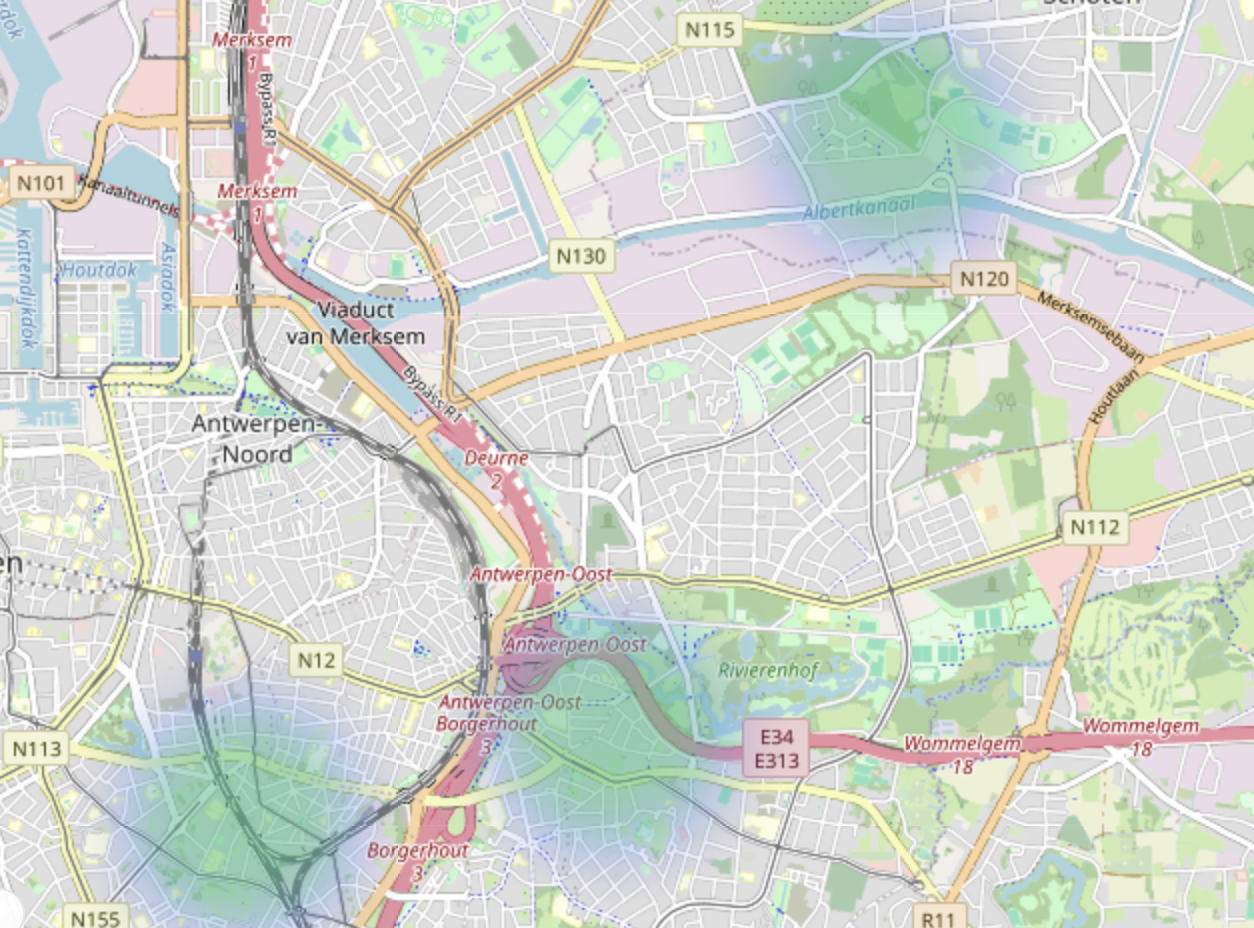 Schoten
N115
Merksem
1
Bypass R1
N101
Kanaaltunnels
Merksem
1
Albertkanaal
Kattendijkdok
Houtdok
Asiadok
N130
N120
Viaduct
van Merksem
Merksemsebaan
Bypass R1
Houtlaan
Antwerpen-
Noord
Deurne
2
N112
en
Antwerpen-Oost
Antwerpen Oost
N12
Rivierenhof
Antwerpen-Oost
Borgerhout
3
N113
E34
E313
Wommelgem
18
Wommelgem
18
Borgerhout
3
N155
R11